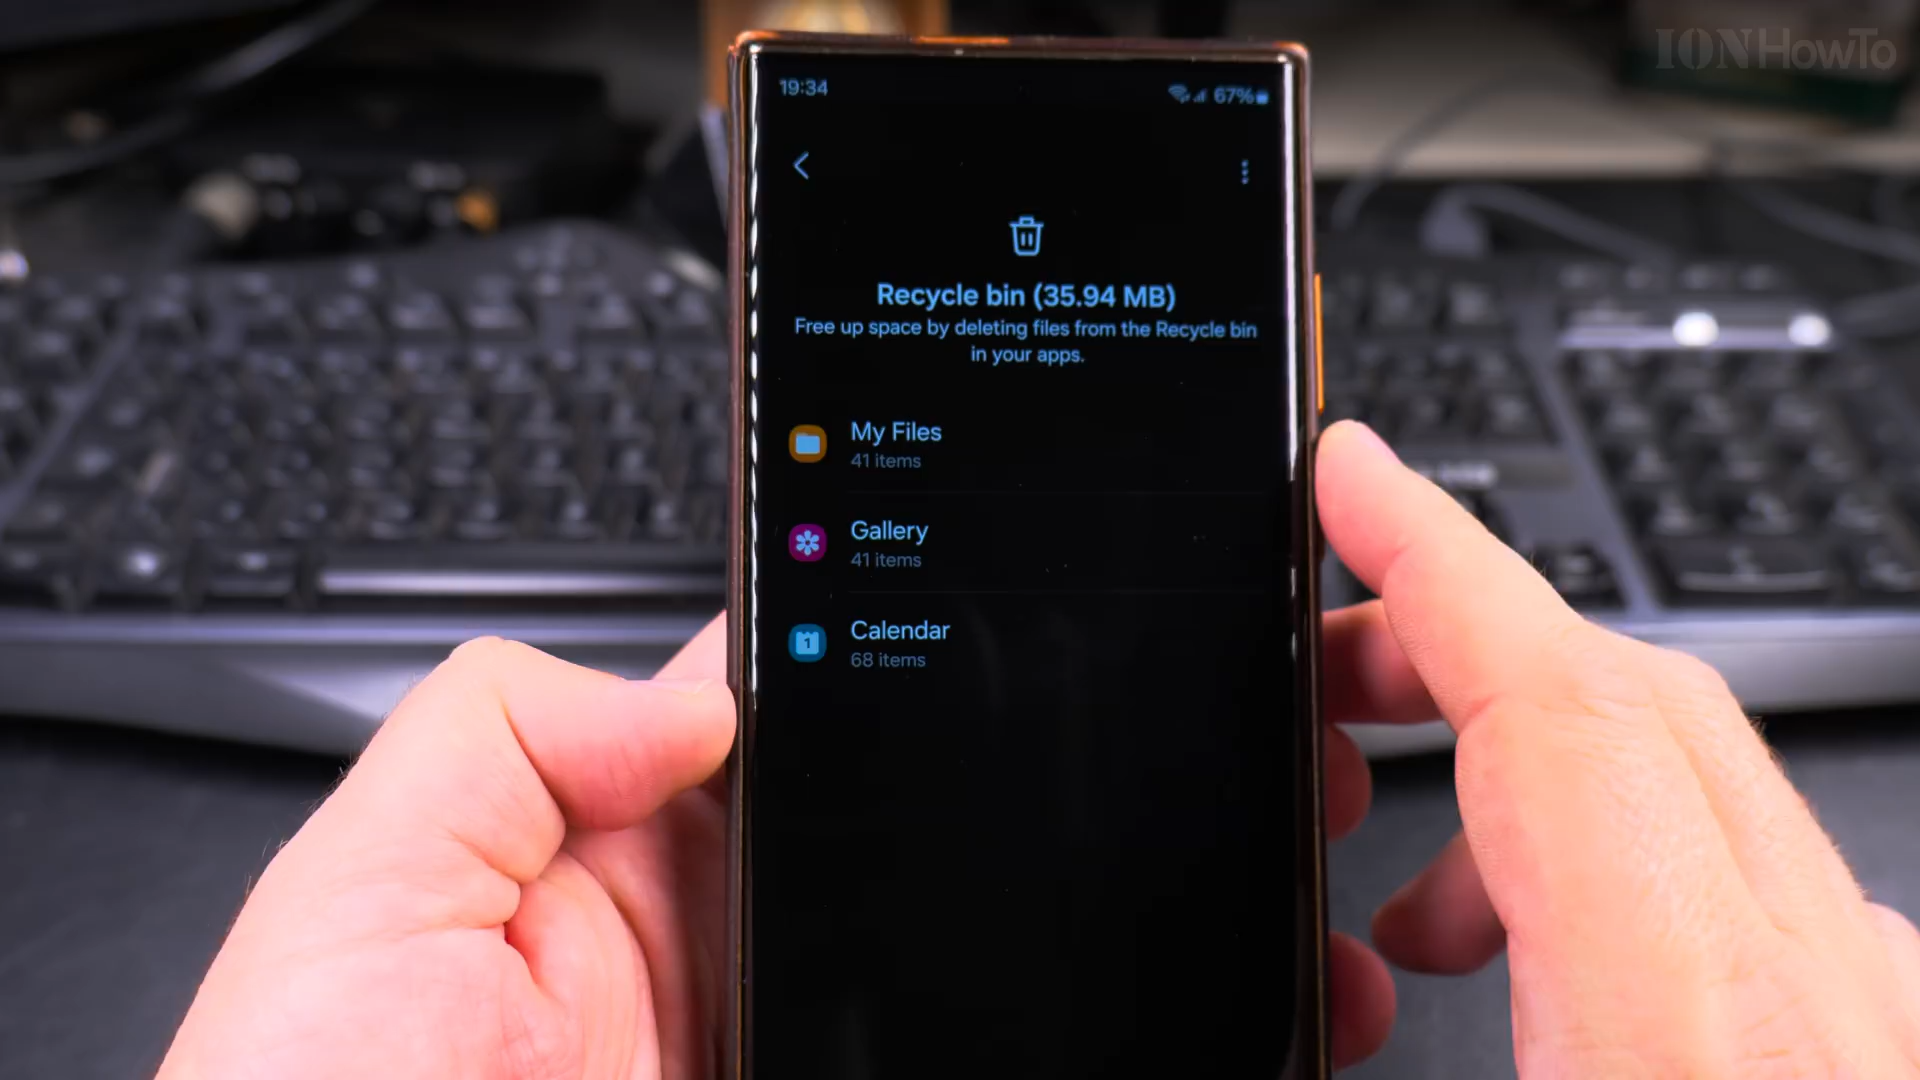 IONHowTo
19:34
67%
Recycle bin (35.94 MB)
Free up space by deleting files from the Recycle bin
in your apps.
My Files
41 items
Gallery
41 items
1
Calendar
68 items